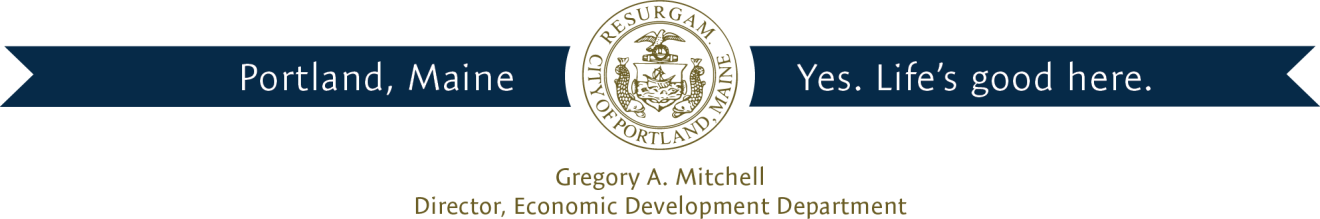 Portland, Maine
RESURGAM.
CITY OF PORTLAND, MAINE
Yes. Life’s good here.
Gregory A. Mitchell
Director, Economic Development Department